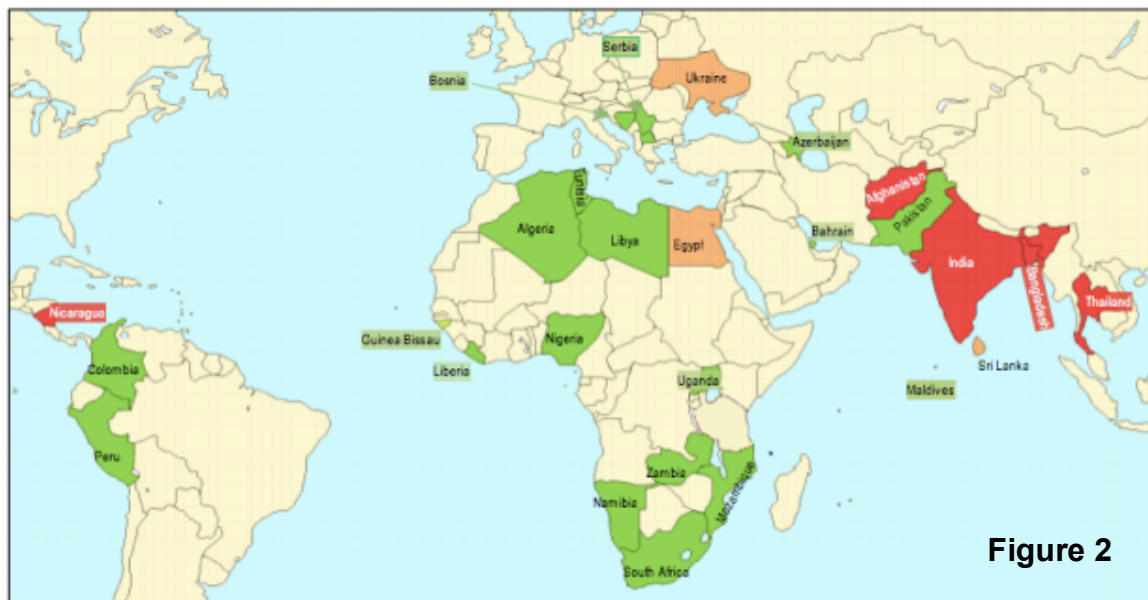 Serbia
Bosnia
Ukraine
Azerbaijan
Afghanistan
Tunisia
Pakistan
Algeria
Libya
Egypt
Bahrain
India
Bangladesh
Thailand
Nicaragua
Guinea Bissau
Nigeria
Liberia
Colombia
Sri Lanka
Uganda
Maldives
Peru
Zambia
Mozambique
Namibia
South Africa
Figure 2